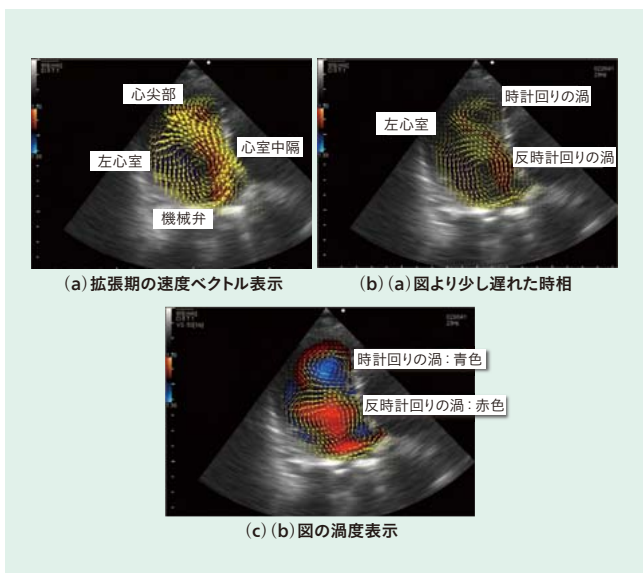 心尖部
心室中隔
左心室
機械弁
(a)拡張期の速度ベクトル表示
時計回りの渦
左心室
反時計回りの渦
(b)(a)図より少し遅れた時相
時計回りの渦:青色
反時計回りの渦:赤色
(c)(b)図の渦度表示